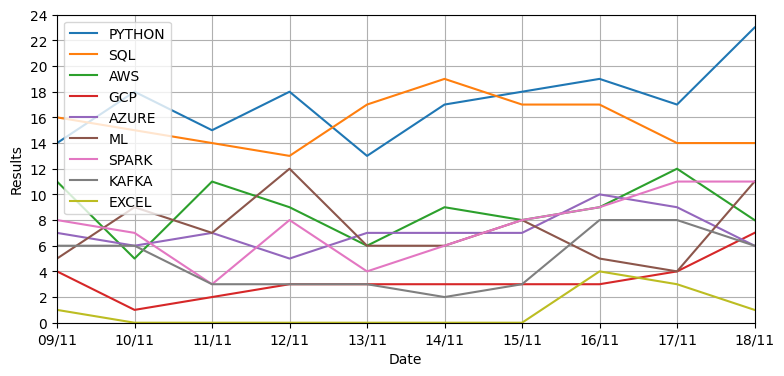 24
22
20
18
16
14
12
10
8
6
4
2
0
Results
PYTHON
SQL
AWS
GCP
AZURE
ML
SPARK
KAFKA
EXCEL
09/11 10/11 11/11 12/11 13/11 14/11 15/11 16/11 17/11 18/11
Date